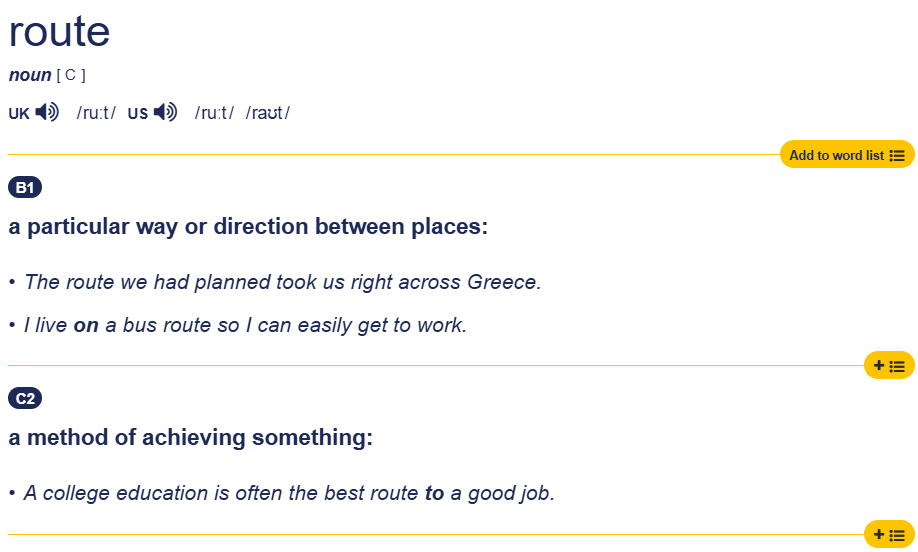 route
noun [ C ]
UK /ruːt/ US /ruːt/ /raʊt/
Add to word list
B1
a particular way or direction between places:
• The route we had planned took us right across Greece.
• I live on a bus route so I can easily get to work.
+
C2
a method of achieving something:
• A college education is often the best route to a good job.
+